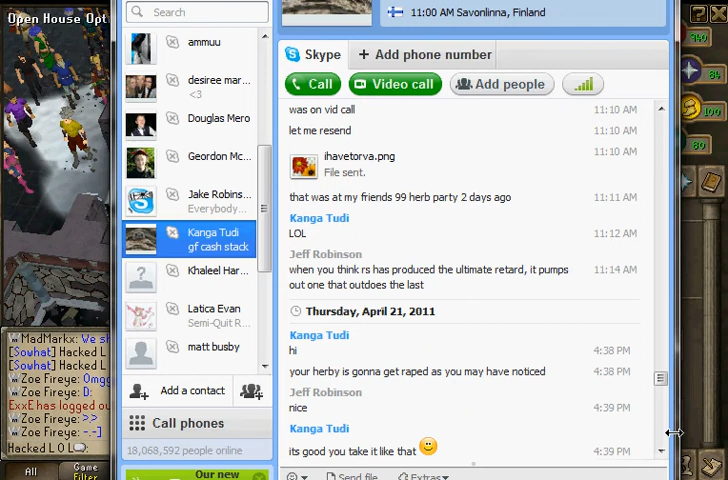 Open House Opt
Search
ammuu
desiree mar...
<3
Douglas Mero
Geordon Mc...
Jake Robins...
Everybody...
Kanga Tudi
gf cash stack
Khaleel Har...
Latica Evan
Semi-Quit R...
matt busby
Add a contact
Call phones
18,068,592 people online
Our new
11:00 AM Savonlinna, Finland
Skype
Add phone number
Call
Video call
Add people
was on vid call 11:10 AM
let me resend 11:10 AM
ihavetorva.png 11:10 AM
File sent.
that was at my friends 99 herb party 2 days ago 11:11 AM
Kanga Tudi
LOL 11:12 AM
Jeff Robinson
when you think rs has produced the ultimate retard, it pumps 11:14 AM
out one that outdoes the last
Thursday, April 21, 2011
Kanga Tudi
hi 4:38 PM
your herby is gonna get raped as you may have noticed 4:38 PM
Jeff Robinson
nice 4:39 PM
Kanga Tudi
its good you take it like that 4:39 PM
Send file Extras
MadMarkx: We sh
[Sowhat] Hacked L
[Sowhat] Hacked L
Zoe Fireye: Omgg
Zoe Fireye: D:
ExxE has logged ou
Zoe Fireye: >.>
Zoe Fireye: -.-]
Hacked L O L
All
Game
Filter